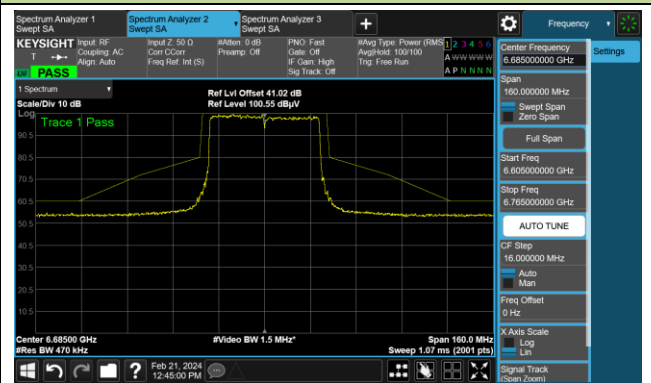 Spectrum Analyzer 1
Swept SA
Spectrum Analyzer 2
Swept SA
Spectrum Analyzer 3
Swept SA
+
Frequency
KEYSIGHT
T
PASS
Input: RF
Coupling: AC
Align: Auto
Input Z: 50 Ω
Corr CCorr
Freq Ref: Int (S)
#Atten: 0 dB
Preamp: Off
PNO: Fast
Gate: Off
IF Gain: High
Sig Track: Off
#Avg Type: Power (RMS
Avg|Hold: 100/100
Trig: Free Run
1 2 3 4 5 6
A W W W W W
A P N N N N
1 Spectrum
Scale/Div 10 dB
Log
Ref Lvl Offset 41.02 dB
Ref Level 100.55 dBµV
Trace 1 Pass
90.5
80.5
70.5
60.5
50.5
40.5
30.5
20.5
10.5
Center 6.68500 GHz
#Res BW 470 kHz
#Video BW 1.5 MHz*
Span 160.0 MHz
Sweep 1.07 ms (2001 pts)
Center Frequency
6.685000000 GHz
Settings
Span
160.000000 MHz
Swept Span
Zero Span
Full Span
Start Freq
6.605000000 GHz
Stop Freq
6.765000000 GHz
AUTO TUNE
CF Step
16.000000 MHz
Auto
Man
Freq Offset
0 Hz
X Axis Scale
Log
Lin
Signal Track
(Span Zoom)
?
Feb 21, 2024
12:45:00 PM